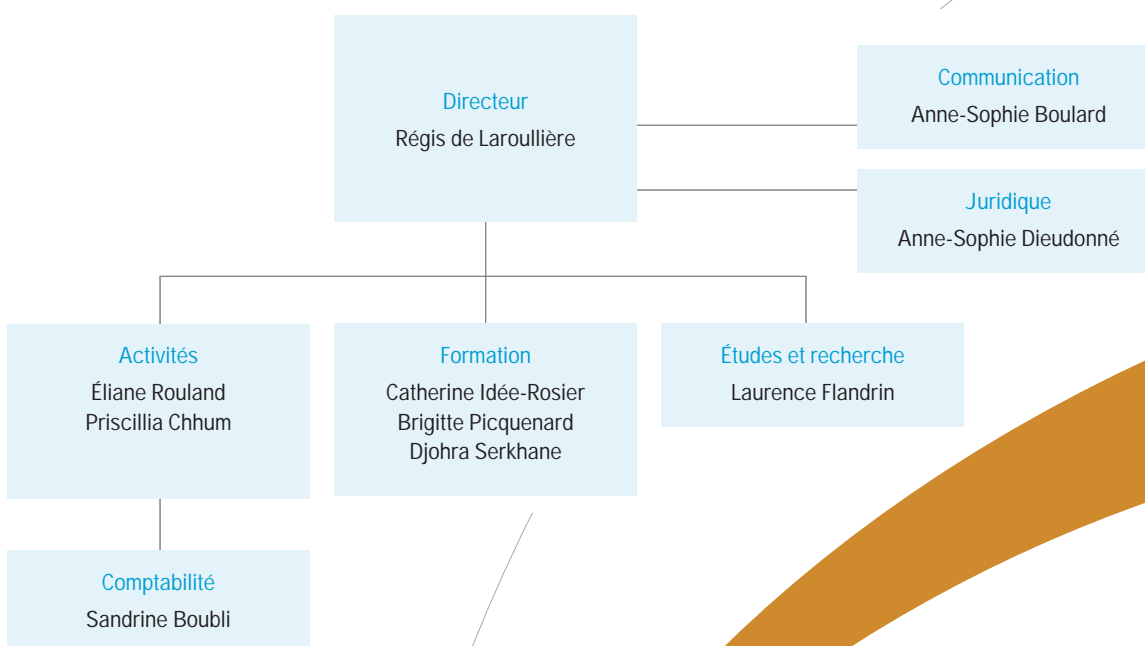 Directeur
Régis de Laroullière
Communication
Anne-Sophie Boulard
Juridique
Anne-Sophie Dieudonné
Activités
Éliane Rouland
Priscillia Chhum
Formation
Catherine Idée-Rosier
Brigitte Picquenard
Djohra Serkhane
Études et recherche
Laurence Flandrin
Comptabilité
Sandrine Boubli